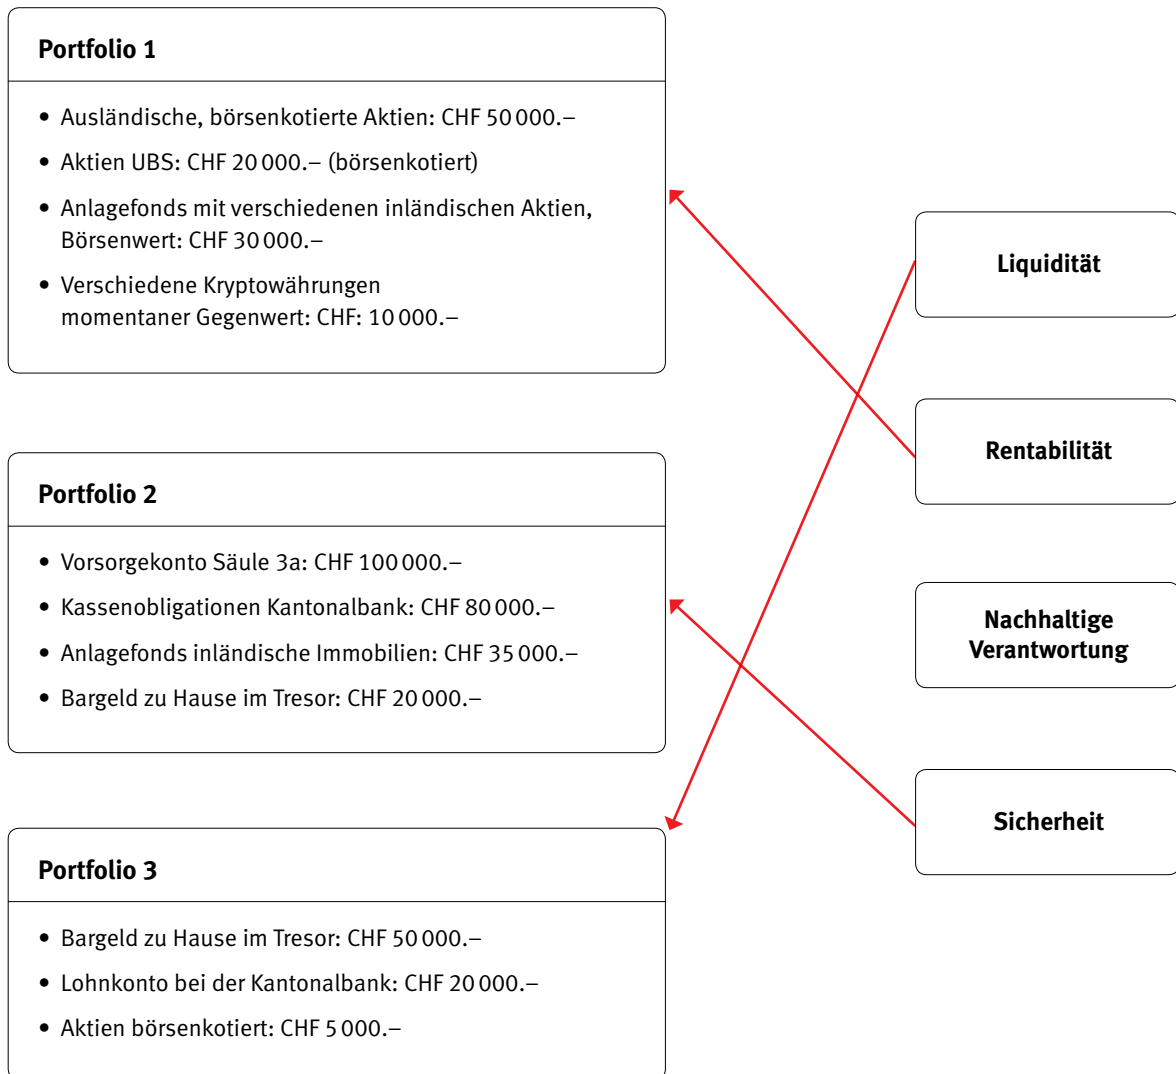 Portfolio 1
• Ausländische, börsenkotierte Aktien: CHF 50 000.–
• Aktien UBS: CHF 20 000.– (börsenkotiert)
• Anlagefonds mit verschiedenen inländischen Aktien,
Börsenwert: CHF 30 000.–
• Verschiedene Kryptowährungen
momentaner Gegenwert: CHF: 10 000.–
Portfolio 2
• Vorsorgekonto Säule 3a: CHF 100 000.–
• Kassenobligationen Kantonalbank: CHF 80 000.–
• Anlagefonds inländische Immobilien: CHF 35 000.–
• Bargeld zu Hause im Tresor: CHF 20 000.–
Portfolio 3
• Bargeld zu Hause im Tresor: CHF 50 000.–
• Lohnkonto bei der Kantonalbank: CHF 20 000.–
• Aktien börsenkotiert: CHF 5 000.–
Liquidität
Rentabilität
Nachhaltige
Verantwortung
Sicherheit